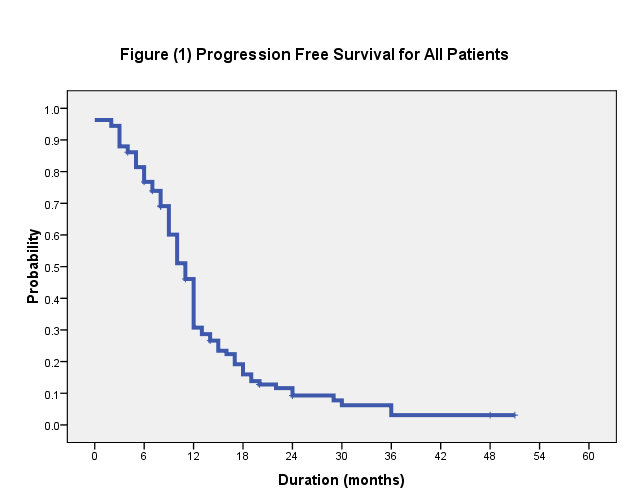 Figure (1) Progression Free Survival for All Patients
1.0
0.9
0.8
0.7
0.6
0.5
0.4
0.3
0.2
0.1
0.0
Probability
0 6 12 18 24 30 36 42 48 54 60
Duration (months)